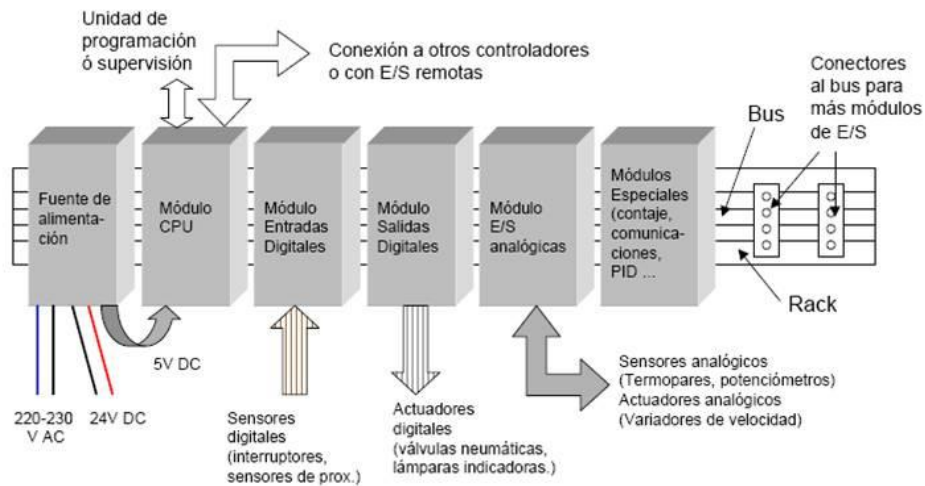 Unidad de
programación
ó supervisión
Conexión a otros controladores
o con E/S remotas
Conectores
al bus para
más módulos
de E/S
Bus
Fuente de
alimenta-
ción
Módulo
CPU
Módulo
Entradas
Digitales
Módulo
Salidas
Digitales
Módulo
E/S
analógicas
Módulos
Especiales
(contaje,
comunica-
ciones,
PID ...
Rack
5V DC
220-230
V AC
24V DC
Sensores
digitales
(interruptores,
sensores de prox.)
Actuadores
digitales
(válvulas neumáticas,
lámparas indicadoras.)
Sensores analógicos
(Termopares, potenciómetros)
Actuadores analógicos
(Variadores de velocidad)